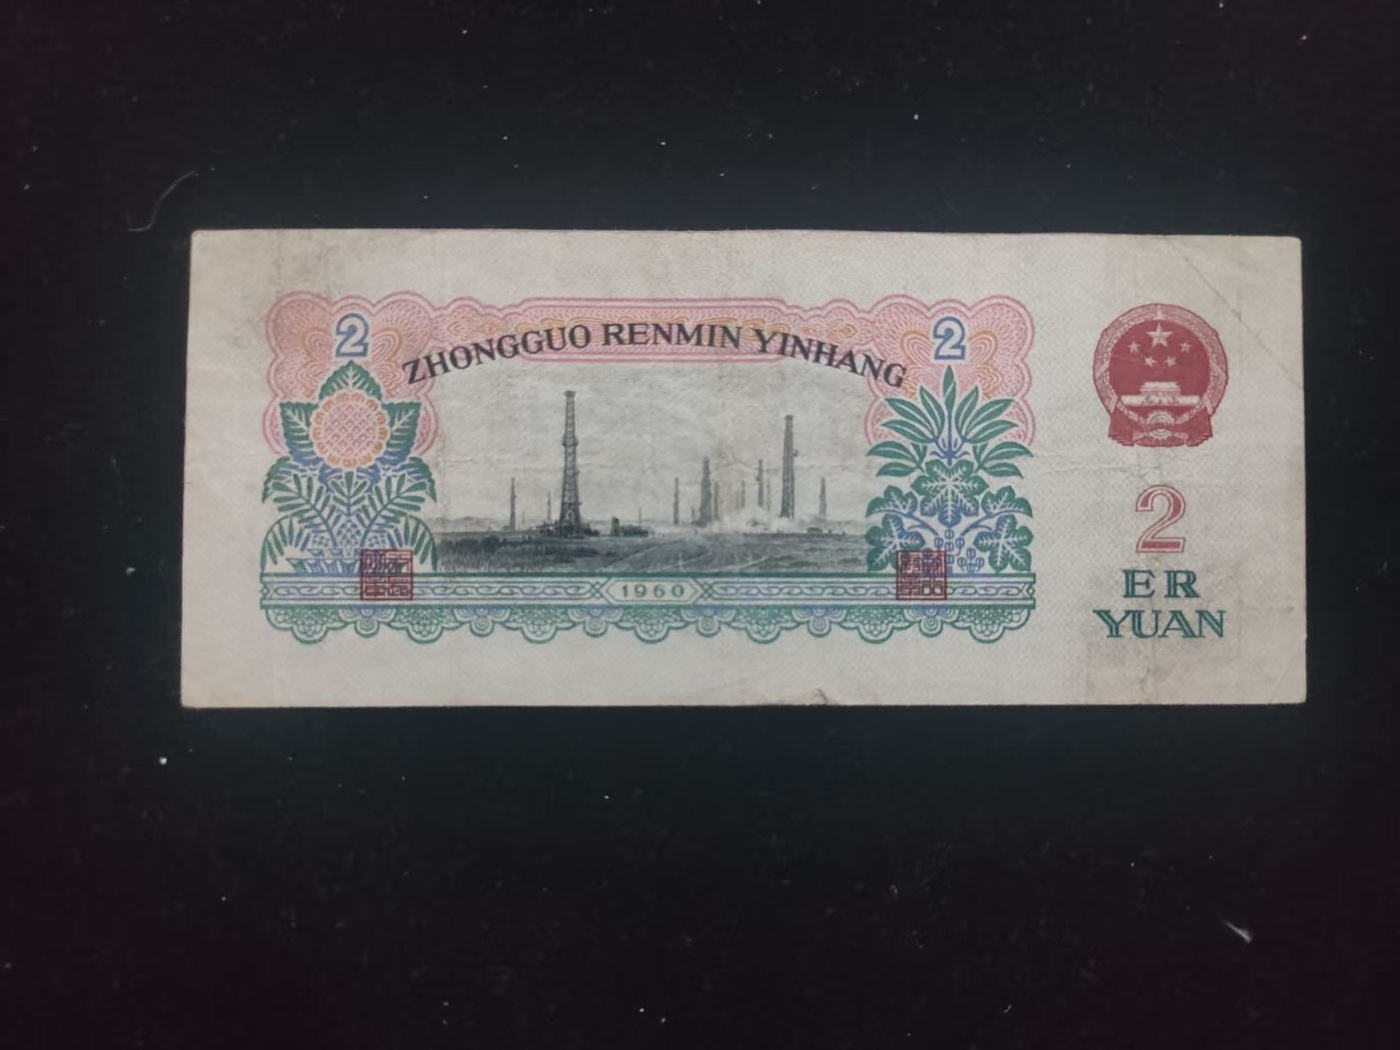 2
2
ZHONGGUO RENMIN YINHANG
1960
2
ER
YUAN